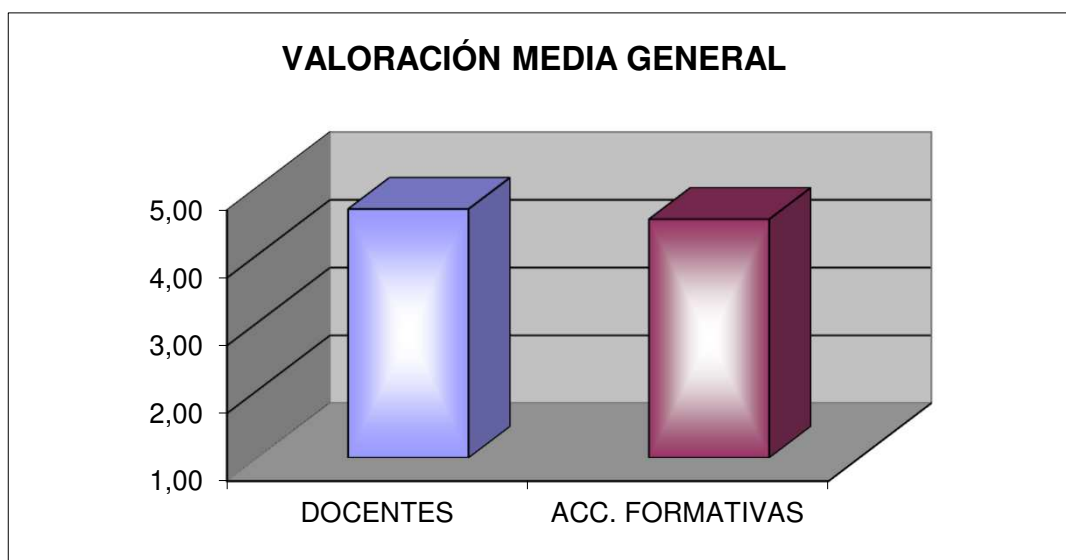 VALORACIÓN MEDIA GENERAL
5,00
4,00
3,00
2,00
1,00
DOCENTES ACC. FORMATIVAS